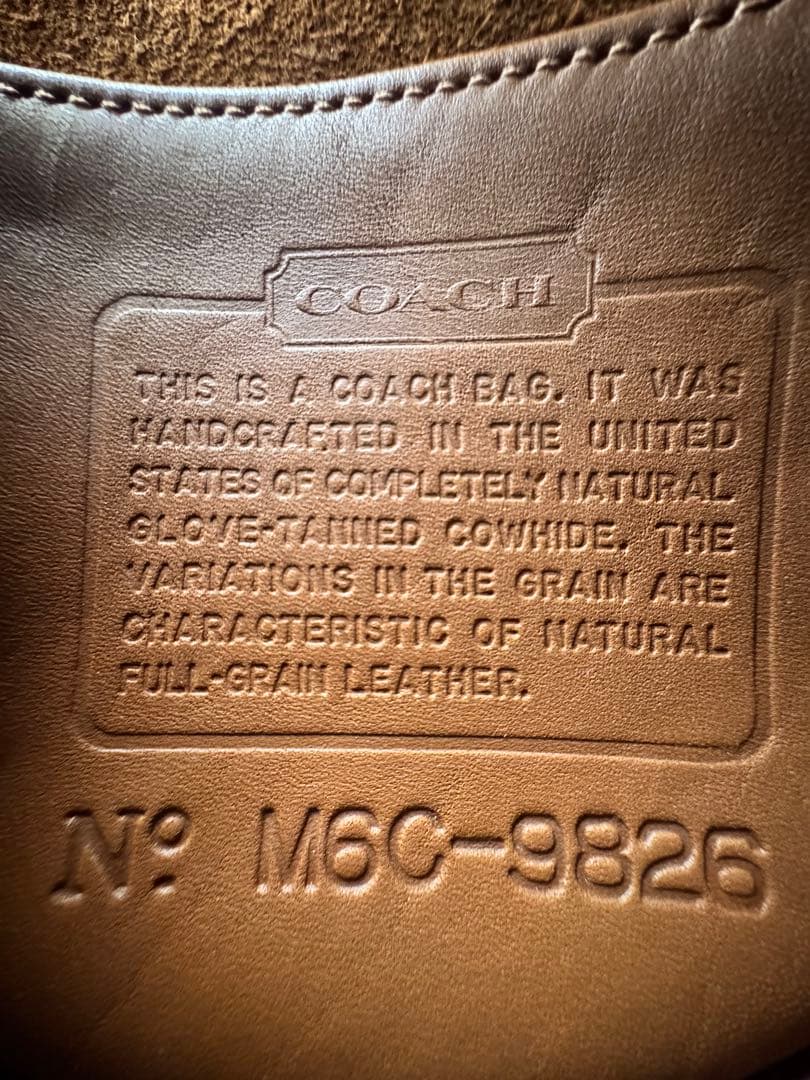 COACH
THIS IS A COACH BAG. IT WAS
HANDCRAFTED IN THE UNITED
STATES OF COMPLETELY NATURAL
GLOVE-TANNED COWHIDE. THE
VARIATIONS IN THE GRAIN ARE
CHARACTERISTIC OF NATURAL
FULL-GRAIN LEATHER.
Nº M6C-9826